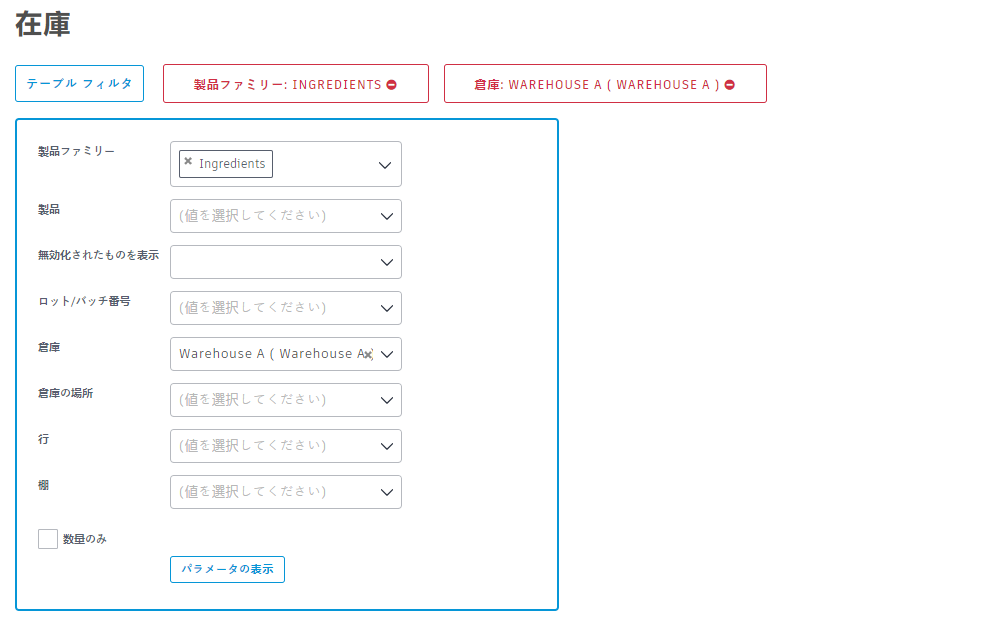 在庫
テーブル フィルタ
製品ファミリー: INGREDIENTS
倉庫: WAREHOUSE A ( WAREHOUSE A )
製品ファミリー
Ingredients
製品
(値を選択してください)
無効化されたものを表示
ロット/バッチ番号
(値を選択してください)
倉庫
Warehouse A ( Warehouse A )
倉庫の場所
(値を選択してください)
行
(値を選択してください)
棚
(値を選択してください)
数量のみ
パラメータの表示